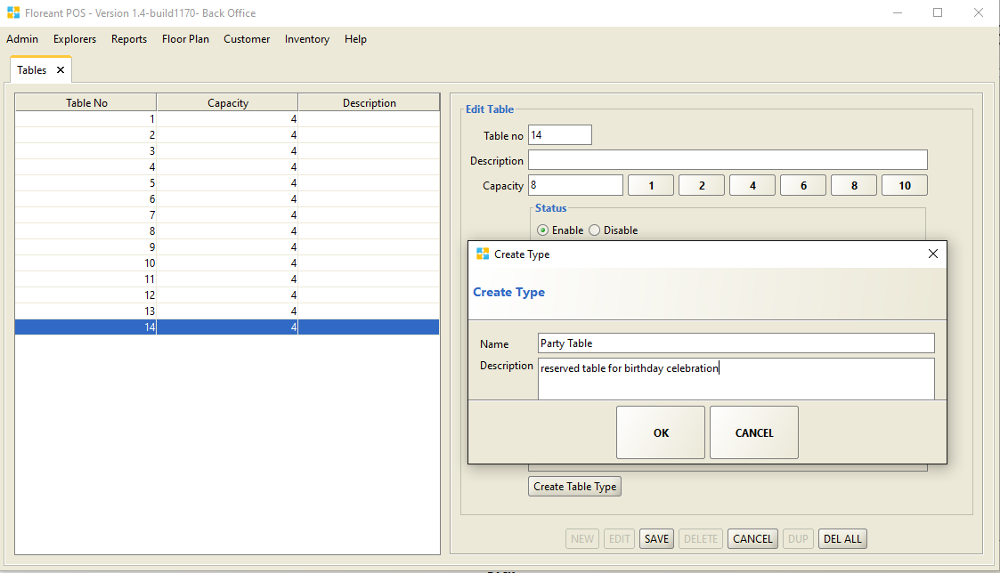 Floreant POS - Version 1.4-build1170- Back Office
Admin Explorers Reports Floor Plan Customer Inventory Help
Tables
Table No Capacity Description
1 4
2 4
3 4
4 4
5 4
6 4
7 4
8 4
9 4
10 4
11 4
12 4
13 4
14 4
Edit Table
Table no 14
Description
Capacity 8 1 2 4 6 8 10
Status
Enable Disable
Create Type
Create Type
Name Party Table
Description reserved table for birthday celebration
OK CANCEL
Create Table Type
NEW EDIT SAVE DELETE CANCEL DUP DEL ALL